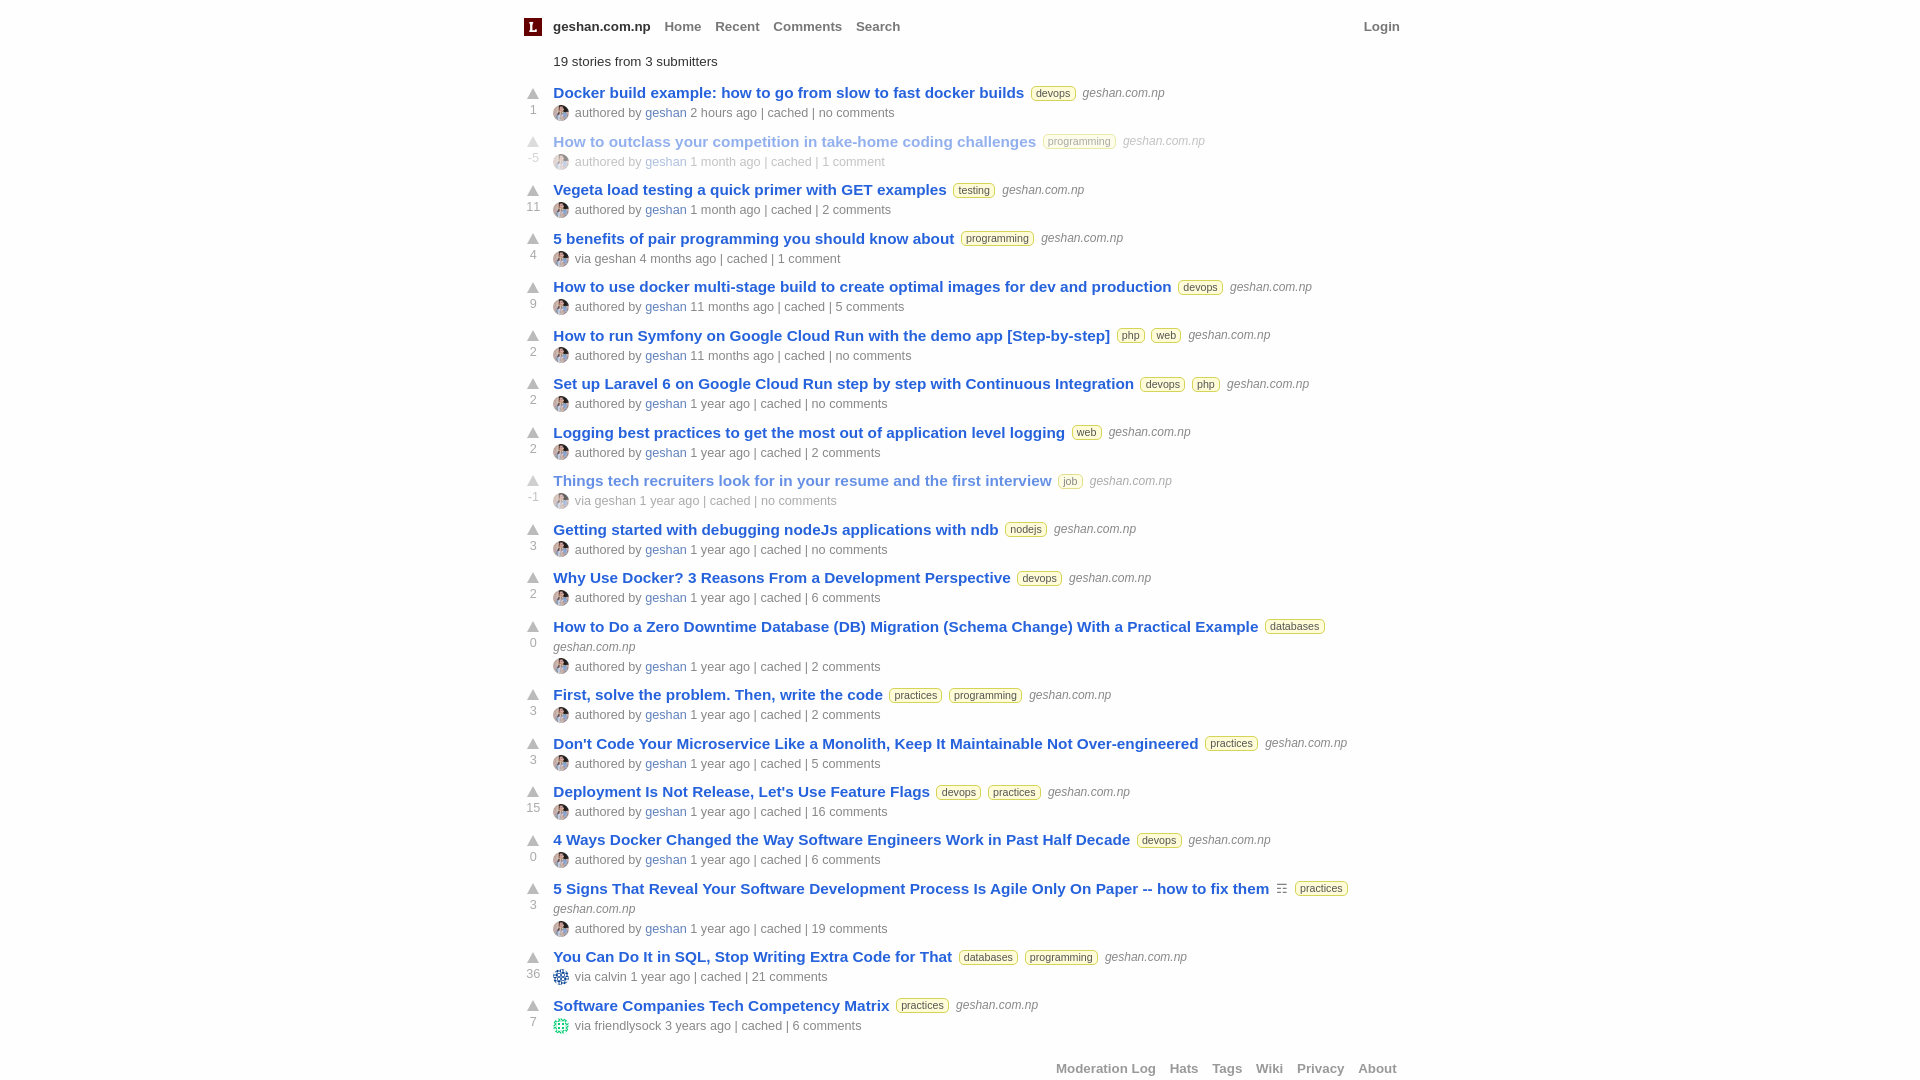 L geshan.com.np Home Recent Comments Search Login
19 stories from 3 submitters
Docker build example: how to go from slow to fast docker builds devops geshan.com.np
1 authored by geshan 2 hours ago | cached | no comments
How to outclass your competition in take-home coding challenges programming geshan.com.np
-5 authored by geshan 1 month ago | cached | 1 comment
Vegeta load testing a quick primer with GET examples testing geshan.com.np
11 authored by geshan 1 month ago | cached | 2 comments
5 benefits of pair programming you should know about programming geshan.com.np
4 via geshan 4 months ago | cached | 1 comment
How to use docker multi-stage build to create optimal images for dev and production devops geshan.com.np
9 authored by geshan 11 months ago | cached | 5 comments
How to run Symfony on Google Cloud Run with the demo app [Step-by-step] php web geshan.com.np
2 authored by geshan 11 months ago | cached | no comments
Set up Laravel 6 on Google Cloud Run step by step with Continuous Integration devops php geshan.com.np
2 authored by geshan 1 year ago | cached | no comments
Logging best practices to get the most out of application level logging web geshan.com.np
2 authored by geshan 1 year ago | cached | 2 comments
Things tech recruiters look for in your resume and the first interview job geshan.com.np
-1 via geshan 1 year ago | cached | no comments
Getting started with debugging nodeJs applications with ndb nodejs geshan.com.np
3 authored by geshan 1 year ago | cached | no comments
Why Use Docker? 3 Reasons From a Development Perspective devops geshan.com.np
2 authored by geshan 1 year ago | cached | 6 comments
How to Do a Zero Downtime Database (DB) Migration (Schema Change) With a Practical Example databases
0 geshan.com.np
authored by geshan 1 year ago | cached | 2 comments
First, solve the problem. Then, write the code practices programming geshan.com.np
3 authored by geshan 1 year ago | cached | 2 comments
Don't Code Your Microservice Like a Monolith, Keep It Maintainable Not Over-engineered practices geshan.com.np
3 authored by geshan 1 year ago | cached | 5 comments
Deployment Is Not Release, Let's Use Feature Flags devops practices geshan.com.np
15 authored by geshan 1 year ago | cached | 16 comments
4 Ways Docker Changed the Way Software Engineers Work in Past Half Decade devops geshan.com.np
0 authored by geshan 1 year ago | cached | 6 comments
5 Signs That Reveal Your Software Development Process Is Agile Only On Paper -- how to fix them ☶ practices
3 geshan.com.np
authored by geshan 1 year ago | cached | 19 comments
You Can Do It in SQL, Stop Writing Extra Code for That databases programming geshan.com.np
36 via calvin 1 year ago | cached | 21 comments
Software Companies Tech Competency Matrix practices geshan.com.np
7 via friendlysock 3 years ago | cached | 6 comments
Moderation Log Hats Tags Wiki Privacy About